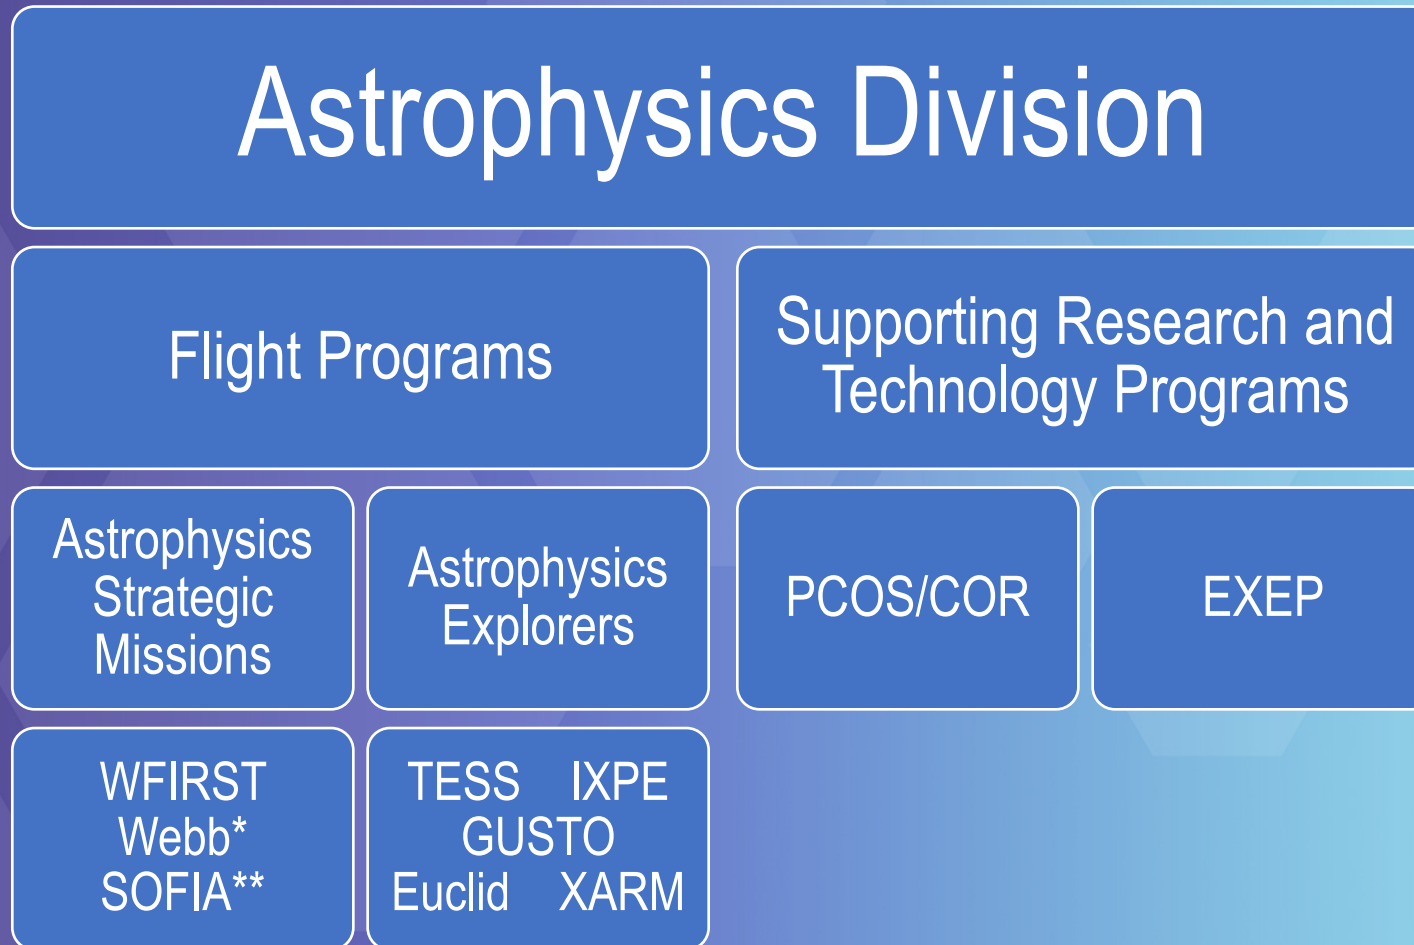 Astrophysics Division
Flight Programs
Supporting Research and
Technology Programs
Astrophysics
Strategic
Missions
Astrophysics
Explorers
PCOS/COR
EXEP
WFIRST
Webb*
SOFIA**
TESS IXPE
GUSTO
Euclid XARM